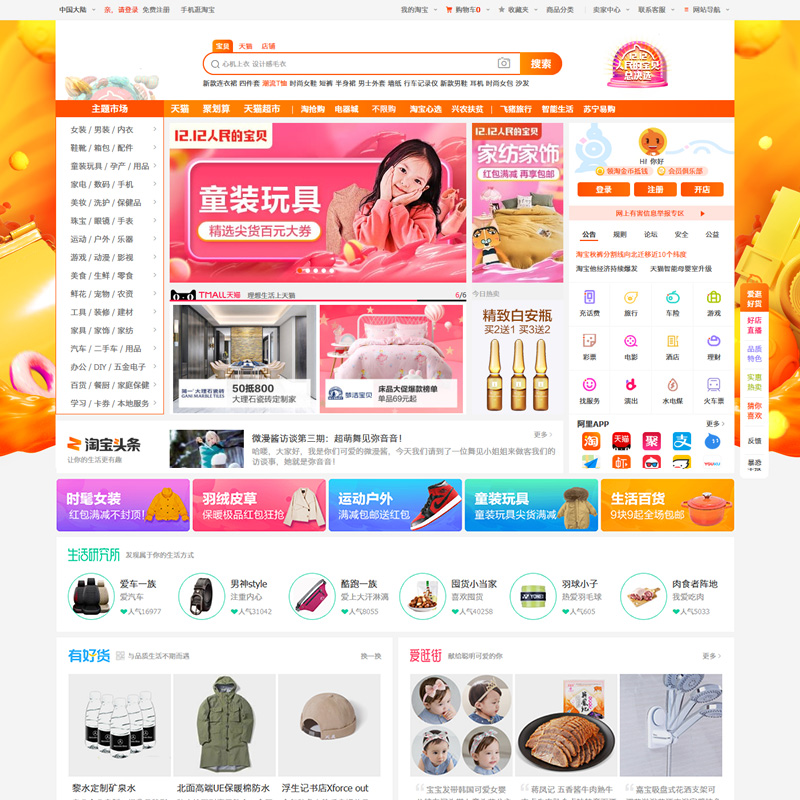 中国大陆
亲，请登录 免费注册 手机逛淘宝
我的淘宝 购物车0 收藏夹 商品分类 卖家中心 联系客服 网站导航
宝贝 天猫 店铺
心机上衣 设计感毛衣
搜索
新款连衣裙 四件套 潮流T恤 时尚女鞋 短裤 半身裙 男士外套 墙纸 行车记录仪 新款男鞋 耳机 时尚女包 沙发
12.12
人民的宝贝
总决选
主题市场
天猫 聚划算 天猫超市 淘抢购 电器城 不限购 淘宝心选 兴农扶贫 飞猪旅行 智能生活 苏宁易购
女装 / 男装 / 内衣
鞋靴 / 箱包 / 配件
童装玩具 / 孕产 / 用品
家电 / 数码 / 手机
美妆 / 洗护 / 保健品
珠宝 / 眼镜 / 手表
运动 / 户外 / 乐器
游戏 / 动漫 / 影视
美食 / 生鲜 / 零食
鲜花 / 宠物 / 农资
工具 / 装修 / 建材
家具 / 家饰 / 家纺
汽车 / 二手车 / 用品
办公 / DIY / 五金电子
百货 / 餐厨 / 家庭保健
学习 / 卡券 / 本地服务
12.12人民的宝贝
童装玩具
精选尖货百元大券
12.12人民的宝贝
家纺家饰
红包满减 再享包邮
TMALL天猫 理想生活上天猫 6/6
简一 大理石瓷砖
GANI MARBLE TILES
50抵800
大理石瓷砖定制家
梦洁宝贝
床品大促爆款榜单
单品69元起
今日热卖
精致白安瓶
买2送1 买3送2
Hi! 你好
领淘金币抵钱 会员俱乐部
登录 注册 开店
网上有害信息举报专区
公告 规则 论坛 安全 公益
淘宝秋裤分割线向北迁移近10个纬度
淘宝他经济持续爆发 天猫智能母婴室升级
充话费 旅行 车险 游戏
彩票 电影 酒店 理财
找服务 演出 水电煤 火车票
阿里APP 更多
淘 天猫 聚 支
虾 YOUKU
爱逛好货
好店直播
品质特色
实惠热卖
猜你喜欢
反馈
暴恐
淘宝头条
让你的生活更有趣
微漫酱访谈第三期：超萌舞见弥音音！
更多
哈喽，大家好，我是你们可爱的微漫酱，今天我们请到了一位舞见小姐姐来做客我们的
访谈事，她就是弥音音！
时髦女装
红包满减不封顶!
羽绒皮草
保暖极品红包狂抢
运动户外
满减包邮送红包
童装玩具
童装玩具尖货满减
生活百货
9块9起全场包邮
生活研究所 发现属于你的生活方式
爱车一族
爱汽车
人气16977
男神style
注重内心
人气31042
酷跑一族
爱上大汗淋漓
人气8055
囤货小当家
喜欢囤货
人气40258
YONEX
羽球小子
热爱羽毛球
人气605
肉食者阵地
我爱吃肉
人气5033
有好货 与品质生活不期而遇 换一换
爱逛街 献给聪明可爱的你 更多
黎水定制矿泉水
北面高端UE保暖棉防水
浮生记书店Xforce out
宝宝发带韩国可爱女婴
莼凤记 五香酱牛肉熟牛
嘉宝吸盘式花洒支架可